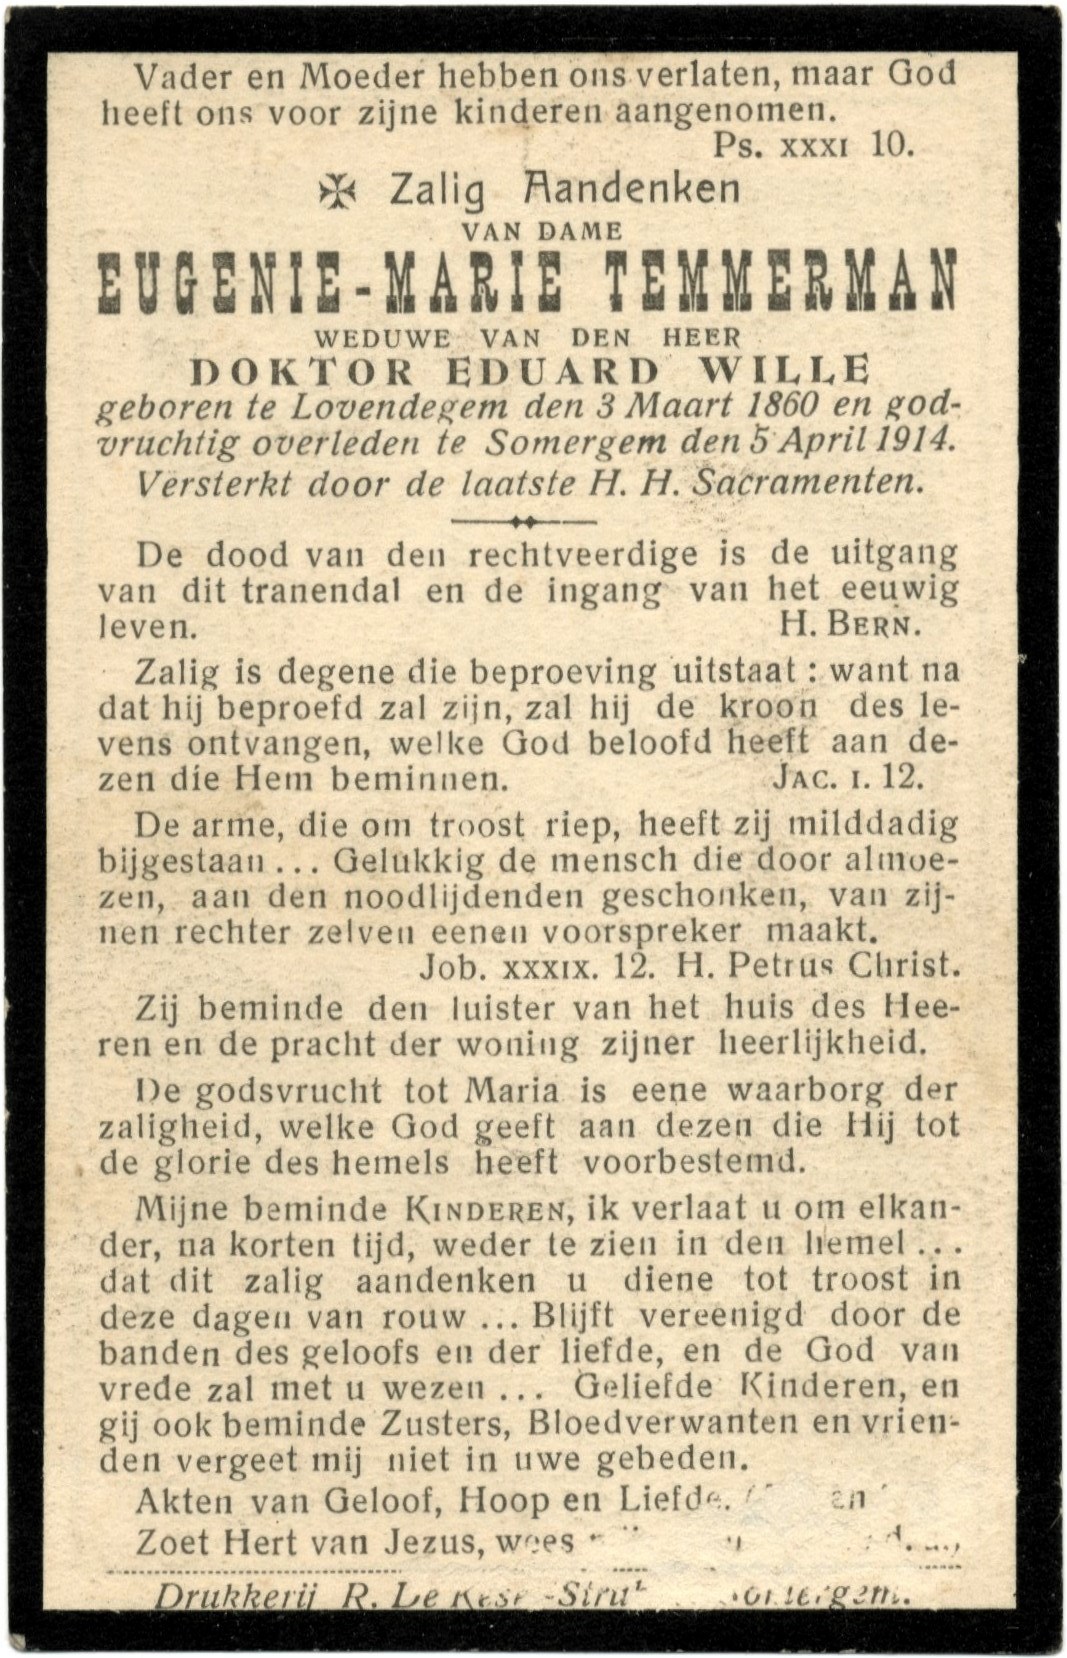 Vader en Moeder hebben ons verlaten, maar God
heeft ons voor zijne kinderen aangenomen.
Ps. XXXI 10.
✠ Zalig Aandenken
VAN DAME
EUGENIE-MARIE TEMMERMAN
WEDUWE VAN DEN HEER
DOKTOR EDUARD WILLE
geboren te Lovendegem den 3 Maart 1860 en god-
vruchtig overleden te Somergem den 5 April 1914.
Versterkt door de laatste H. H. Sacramenten.
De dood van den rechtveerdige is de uitgang
van dit tranendal en de ingang van het eeuwig
leven. H. BERN.
Zalig is degene die beproeving uitstaat : want na
dat hij beproefd zal zijn, zal hij de kroon des le-
vens ontvangen, welke God beloofd heeft aan de-
zen die Hem beminnen. JAC. I. 12.
De arme, die om troost riep, heeft zij milddadig
bijgestaan ... Gelukkig de mensch die door almoe-
zen, aan den noodlijdenden geschonken, van zij-
nen rechter zelven eenen voorspreker maakt.
Job. XXXIX. 12. H. Petrus Christ.
Zij beminde den luister van het huis des Hee-
ren en de pracht der woning zijner heerlijkheid.
De godsvrucht tot Maria is eene waarborg der
zaligheid, welke God geeft aan dezen die Hij tot
de glorie des hemels heeft voorbestemd.
Mijne beminde KINDEREN, ik verlaat u om elkan-
der, na korten tijd, weder te zien in den hemel ...
dat dit zalig aandenken u diene tot troost in
deze dagen van rouw ... Blijft vereenigd door de
banden des geloofs en der liefde, en de God van
vrede zal met u wezen ... Geliefde Kinderen, en
gij ook beminde Zusters, Bloedverwanten en vrien-
den vergeet mij niet in uwe gebeden.
Akten van Geloof, Hoop en Liefde.
Zoet Hert van Jezus, wees
Drukkerij R. De